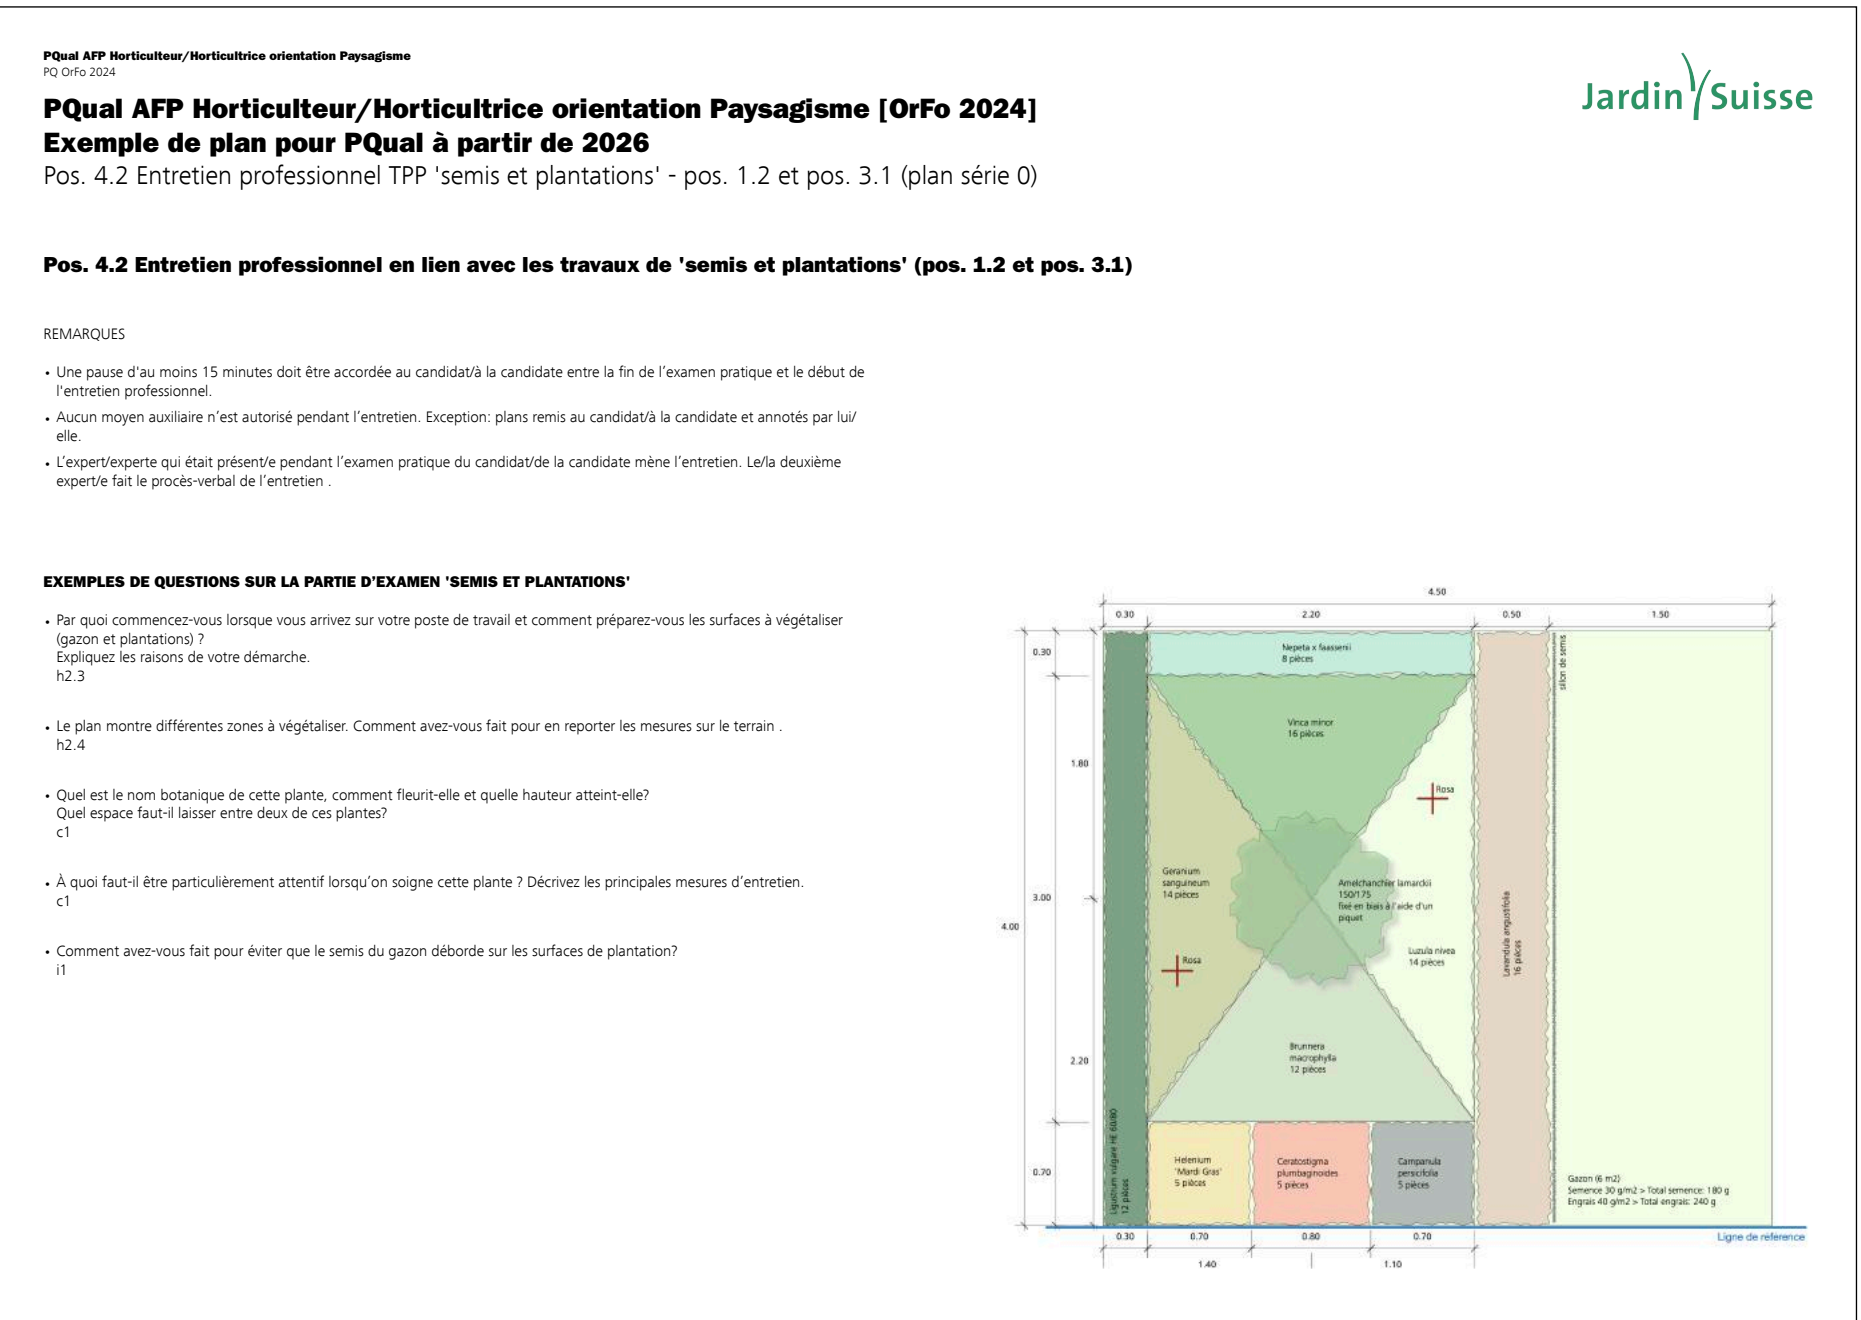 PQual AFP Horticulteur/Horticultrice orientation Paysagisme
PQ OrFo 2024
Jardin Suisse
PQual AFP Horticulteur/Horticultrice orientation Paysagisme [OrFo 2024]
Exemple de plan pour PQual à partir de 2026
Pos. 4.2 Entretien professionnel TPP 'semis et plantations' - pos. 1.2 et pos. 3.1 (plan série 0)
Pos. 4.2 Entretien professionnel en lien avec les travaux de 'semis et plantations' (pos. 1.2 et pos. 3.1)
REMARQUES
• Une pause d'au moins 15 minutes doit être accordée au candidat/à la candidate entre la fin de l’examen pratique et le début de
l'entretien professionnel.
• Aucun moyen auxiliaire n’est autorisé pendant l’entretien. Exception: plans remis au candidat/à la candidate et annotés par lui/
elle.
• L’expert/experte qui était présent/e pendant l’examen pratique du candidat/de la candidate mène l’entretien. Le/la deuxième
expert/e fait le procès-verbal de l’entretien .
EXEMPLES DE QUESTIONS SUR LA PARTIE D’EXAMEN 'SEMIS ET PLANTATIONS'
• Par quoi commencez-vous lorsque vous arrivez sur votre poste de travail et comment préparez-vous les surfaces à végétaliser
(gazon et plantations) ?
Expliquez les raisons de votre démarche.
h2.3
• Le plan montre différentes zones à végétaliser. Comment avez-vous fait pour en reporter les mesures sur le terrain .
h2.4
• Quel est le nom botanique de cette plante, comment fleurit-elle et quelle hauteur atteint-elle?
Quel espace faut-il laisser entre deux de ces plantes?
c1
• À quoi faut-il être particulièrement attentif lorsqu’on soigne cette plante ? Décrivez les principales mesures d’entretien.
c1
• Comment avez-vous fait pour éviter que le semis du gazon déborde sur les surfaces de plantation?
i1
4.50
0.30
2.20
0.50
1.50
0.30
1.80
3.00
4.00
2.20
0.70
Nepeta x faassenii
8 pièces
sillon de semis
Vinca minor
16 pièces
Rosa
Geranium
sanguineum
14 pièces
Amelchanchier lamarckii
150/175
fixé en biais à l'aide d'un
piquet
Luzula nivea
14 pièces
Lavandula angustifolia
16 pièces
Rosa
Brunnera
macrophylla
12 pièces
Ligustrum vulgare HE 60/80
12 pièces
Helenium
'Mardi Gras'
5 pièces
Ceratostigma
plumbaginoides
5 pièces
Campanula
persicifolia
5 pièces
Gazon (6 m2)
Semence 30 g/m2 > Total semence: 180 g
Engrais 40 g/m2 > Total engrais: 240 g
Ligne de réference
0.30
0.70
0.80
0.70
1.40
1.10